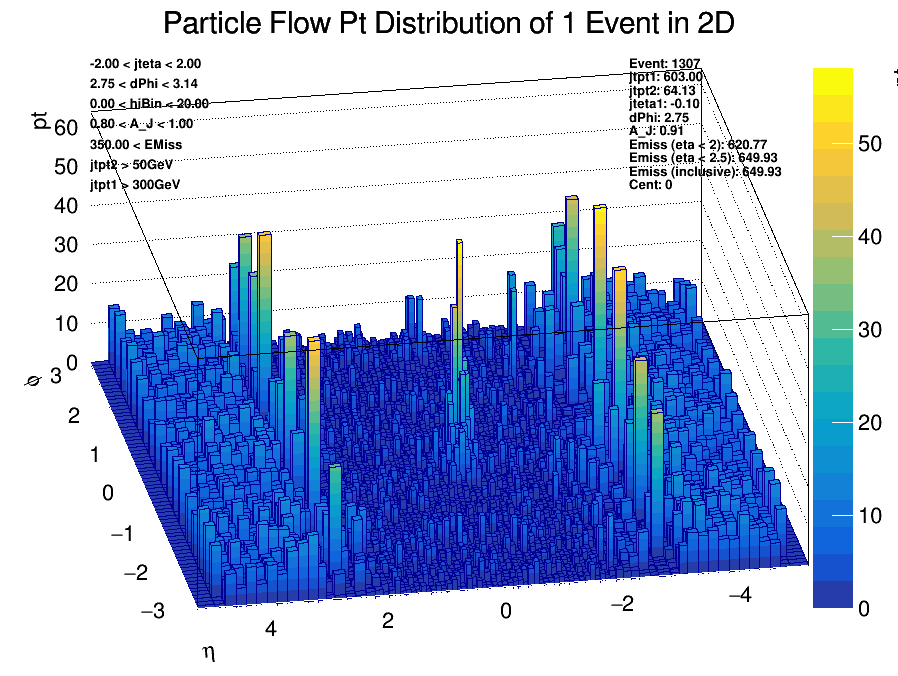 Particle Flow Pt Distribution of 1 Event in 2D
-2.00 < jteta < 2.00
2.75 < dPhi < 3.14
0.00 < hiBin < 20.00
0.80 < A_J < 1.00
350.00 < EMiss
jtpt2 > 50GeV
jtpt1 > 300GeV
Event: 1307
jtpt1: 603.00
jtpt2: 64.13
jteta1: -0.10
dPhi: 2.75
A_J: 0.91
Emiss (eta < 2): 620.77
Emiss (eta < 2.5): 649.93
Emiss (inclusive): 649.93
Cent: 0
pt
60
50
40
30
20
10
0
ϕ
3
2
1
0
−1
−2
−3
4
2
0
−2
−4
η
50
40
30
20
10
0